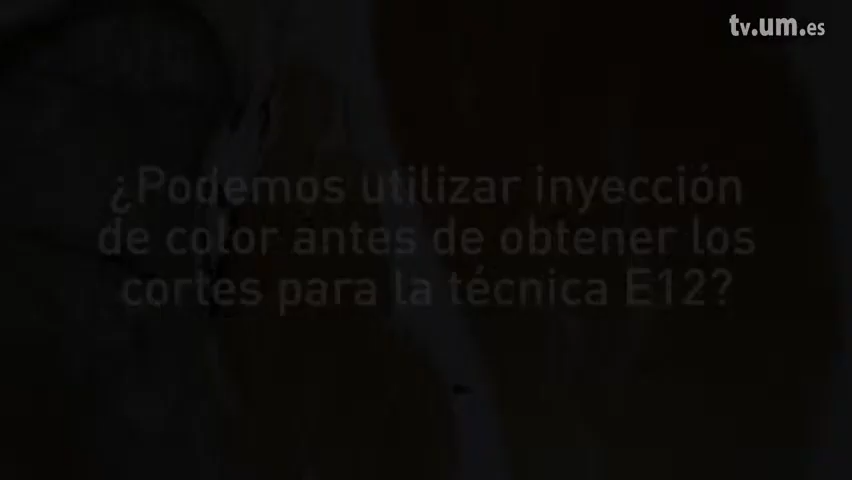 tv.um.es
¿Podemos utilizar inyección
de color antes de obtener los
cortes para la técnica E12?